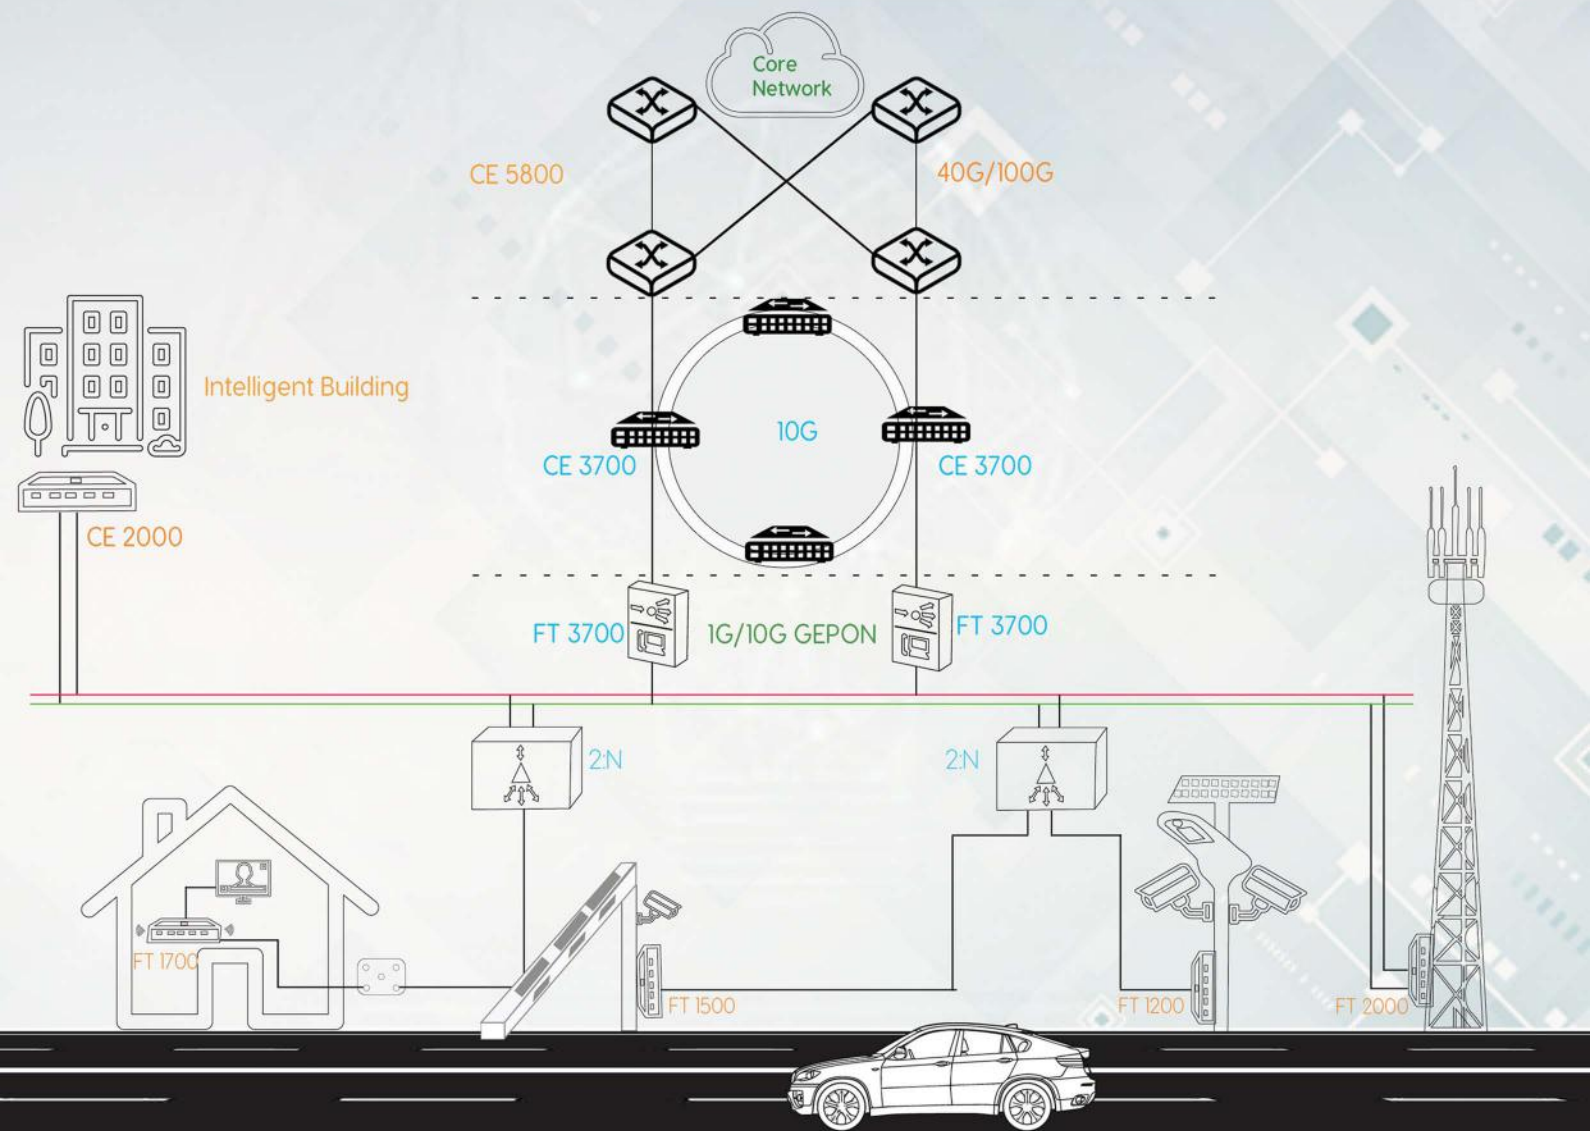 Core
Network
CE 5800
40G/100G
Intelligent Building
10G
CE 3700
CE 3700
CE 2000
FT 3700
1G/10G GEPON
FT 3700
2:N
2:N
FT 1700
FT 1500
FT 1200
FT 2000